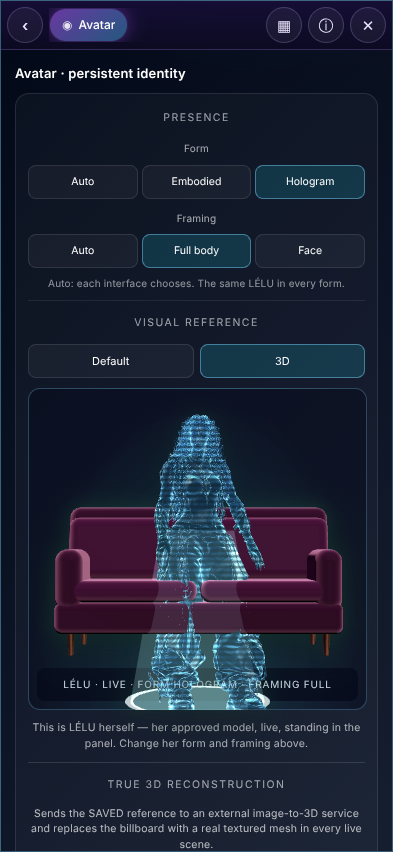 Avatar
Avatar · persistent identity
PRESENCE
Form
Auto
Embodied
Hologram
Framing
Auto
Full body
Face
Auto: each interface chooses. The same LÉLU in every form.
VISUAL REFERENCE
Default
3D
LÉLU · LIVE · FORM HOLOGRAM · FRAMING FULL
This is LÉLU herself — her approved model, live, standing in the
panel. Change her form and framing above.
TRUE 3D RECONSTRUCTION
Sends the SAVED reference to an external image-to-3D service
and replaces the billboard with a real textured mesh in every live
scene.